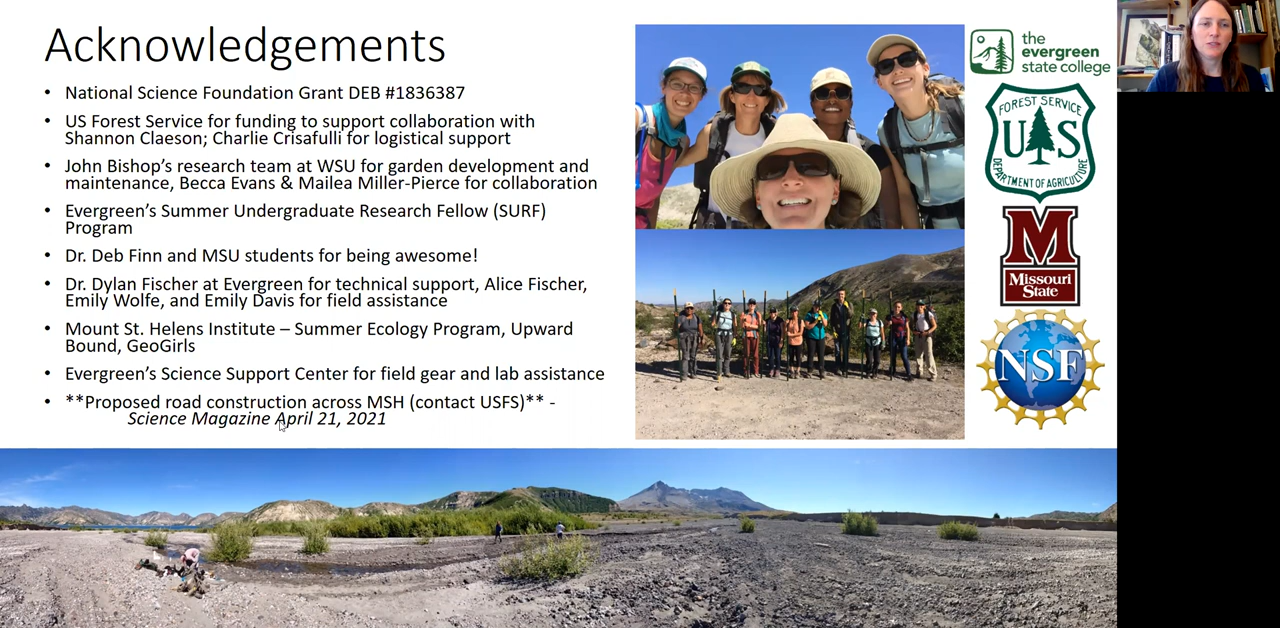 Acknowledgements
• National Science Foundation Grant DEB #1836387
• US Forest Service for funding to support collaboration with
Shannon Claeson; Charlie Crisafulli for logistical support
• John Bishop's research team at WSU for garden development and
maintenance, Becca Evans & Mailea Miller-Pierce for collaboration
• Evergreen's Summer Undergraduate Research Fellow (SURF)
Program
• Dr. Deb Finn and MSU students for being awesome!
• Dr. Dylan Fischer at Evergreen for technical support, Alice Fischer,
Emily Wolfe, and Emily Davis for field assistance
• Mount St. Helens Institute – Summer Ecology Program, Upward
Bound, GeoGirls
• Evergreen's Science Support Center for field gear and lab assistance
• **Proposed road construction across MSH (contact USFS)** -
Science Magazine April 21, 2021
the
evergreen
state college
FOREST SERVICE
U S
DEPARTMENT OF AGRICULTURE
M
Missouri
State
NSF